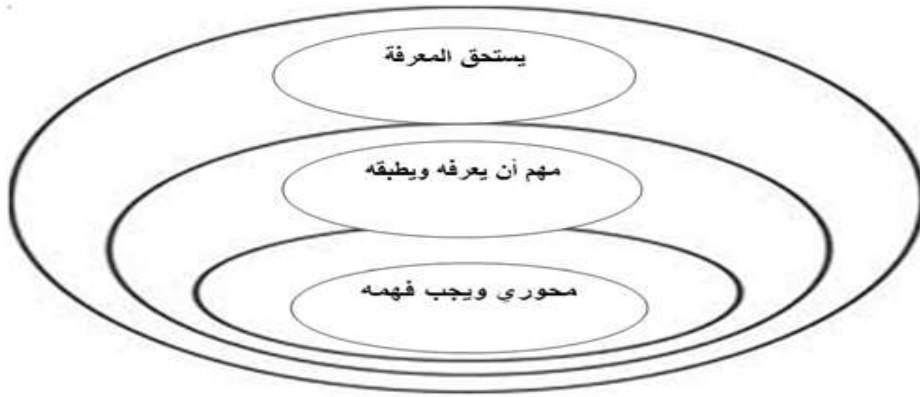 يستحق المعرفة
مهم أن يعرفه ويطبقه
محوري ويجب فهمه